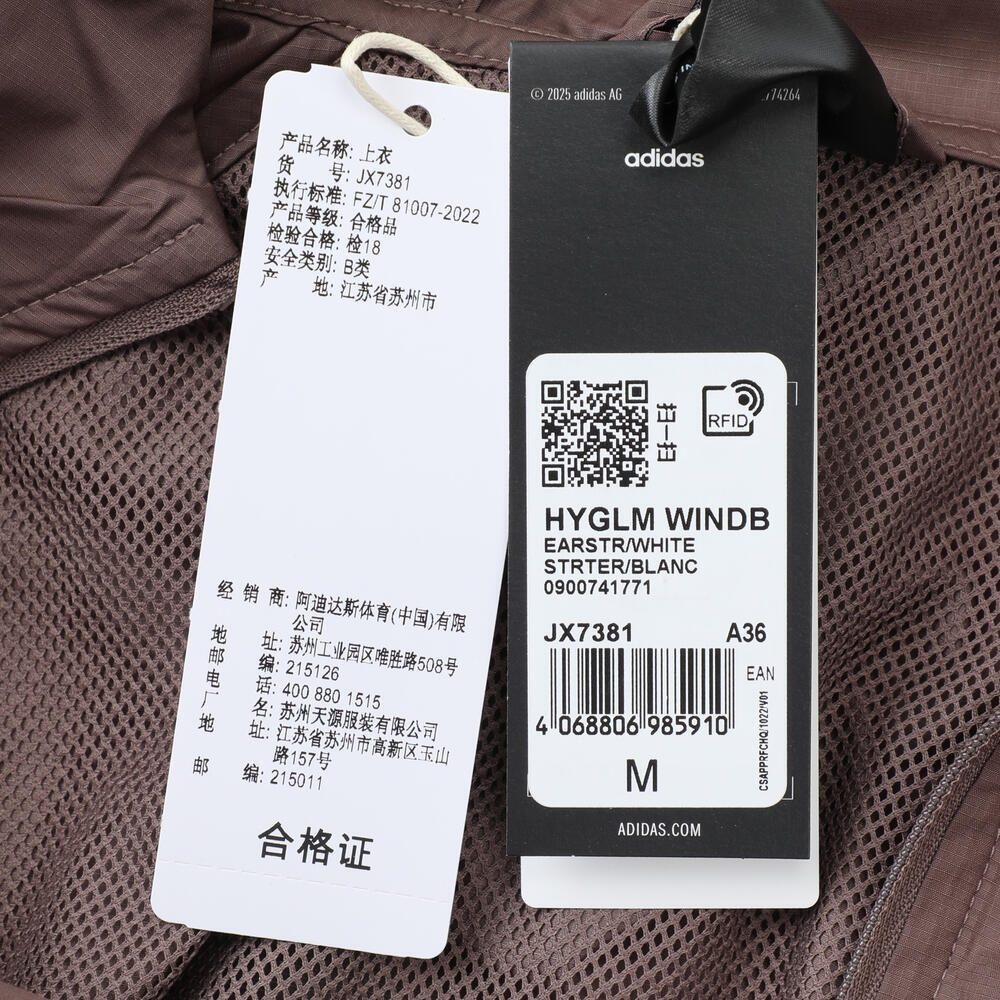 产品名称: 上衣
货 号: JX7381
执行标准: FZ/T 81007-2022
产品等级: 合格品
检验合格: 检18
安全类别: B类
产 地: 江苏省苏州市
经 销 商: 阿迪达斯体育(中国)有限
公司
地 址: 苏州工业园区唯胜路508号
邮 编: 215126
电 话: 400 880 1515
厂 名: 苏州天源服装有限公司
地 址: 江苏省苏州市高新区玉山
路157号
邮 编: 215011
合格证
© 2025 adidas AG
74264
adidas
RFID
HYGLM WINDB
EARSTR/WHITE
STRTER/BLANC
0900741771
JX7381 A36
EAN
4 068806 985910
CSAPPRFCHQ/1022/V01
M
ADIDAS.COM